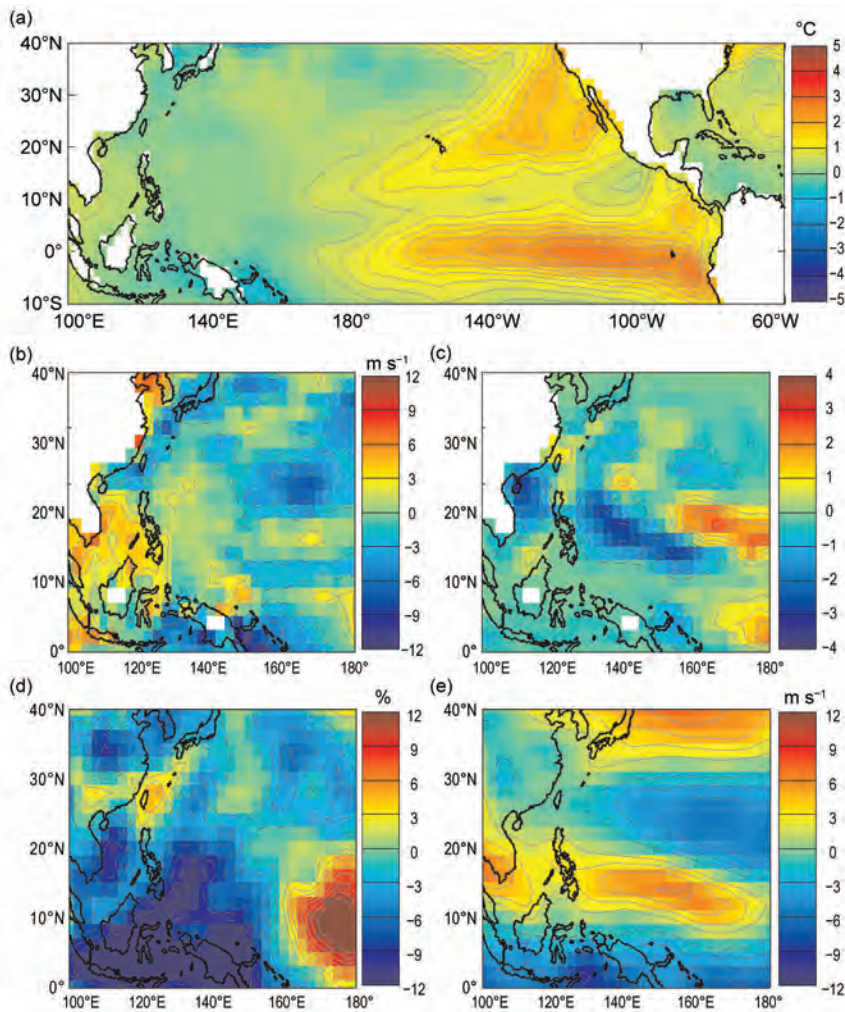 (a)
°C
40°N
30°N
20°N
10°N
0°
10°S
100°E 140°E 180° 140°W 100°W 60°W
5
4
3
2
1
0
−1
−2
−3
−4
−5
(b)
m s⁻¹
40°N
30°N
20°N
10°N
0°
100°E 120°E 140°E 160°E 180°
12
9
6
3
0
−3
−6
−9
−12
(c)
40°N
30°N
20°N
10°N
0°
100°E 120°E 140°E 160°E 180°
4
3
2
1
0
−1
−2
−3
−4
(d)
%
40°N
30°N
20°N
10°N
0°
100°E 120°E 140°E 160°E 180°
12
9
6
3
0
−3
−6
−9
−12
(e)
m s⁻¹
40°N
30°N
20°N
10°N
0°
100°E 120°E 140°E 160°E 180°
12
9
6
3
0
−3
−6
−9
−12